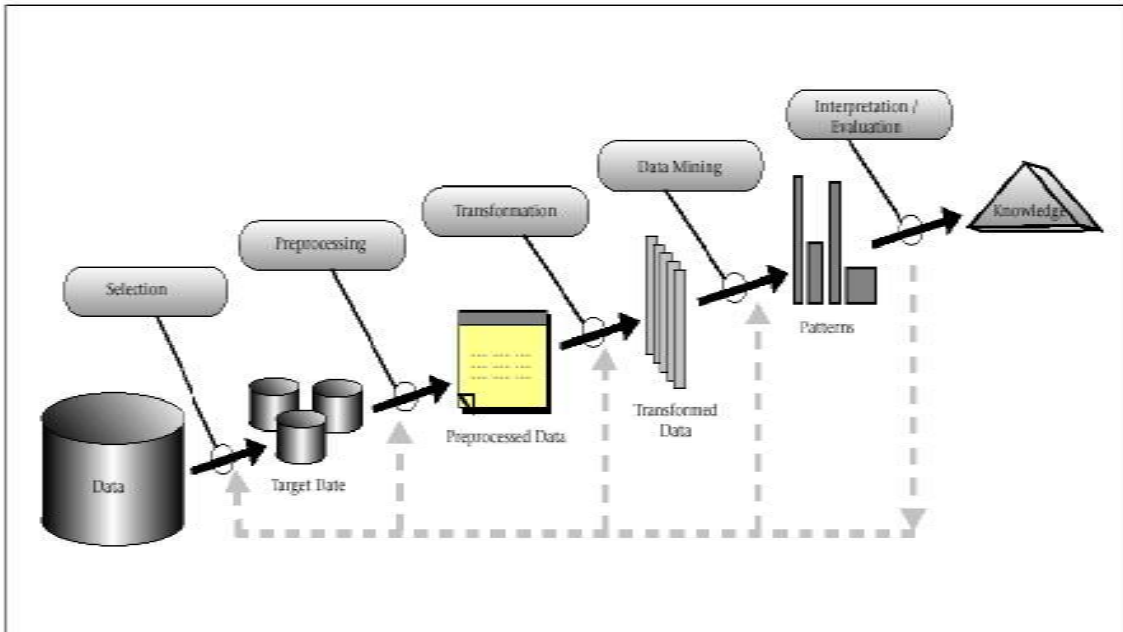 Interpretation /
Evaluation
Data Mining
Transformation
Preprocessing
Selection
Knowledge
Patterns
Transformed
Data
Preprocessed Data
Target Date
Data